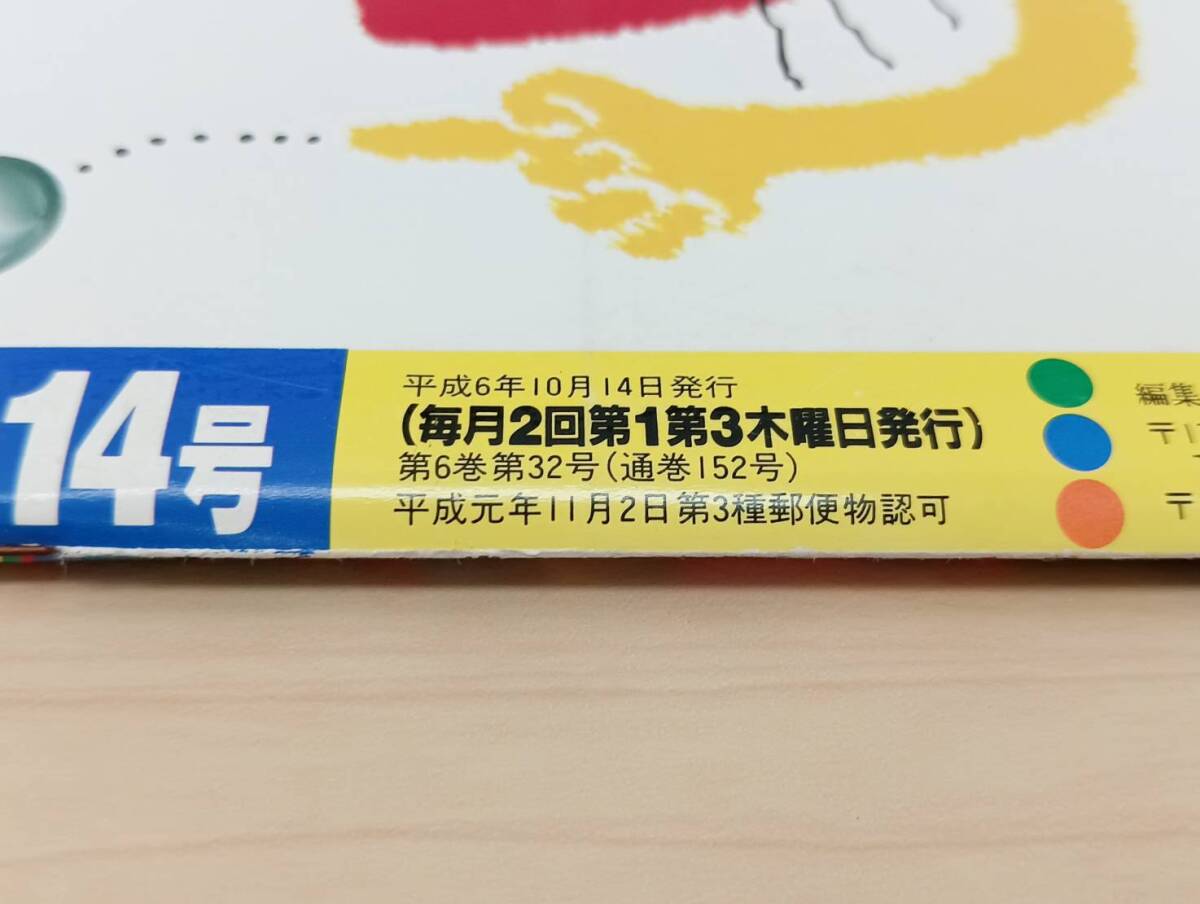 14号
平成6年10月14日発行
(毎月2回第1第3木曜日発行)
第6巻第32号(通巻152号)
平成元年11月2日第3種郵便物認可
編集
〒17
〒